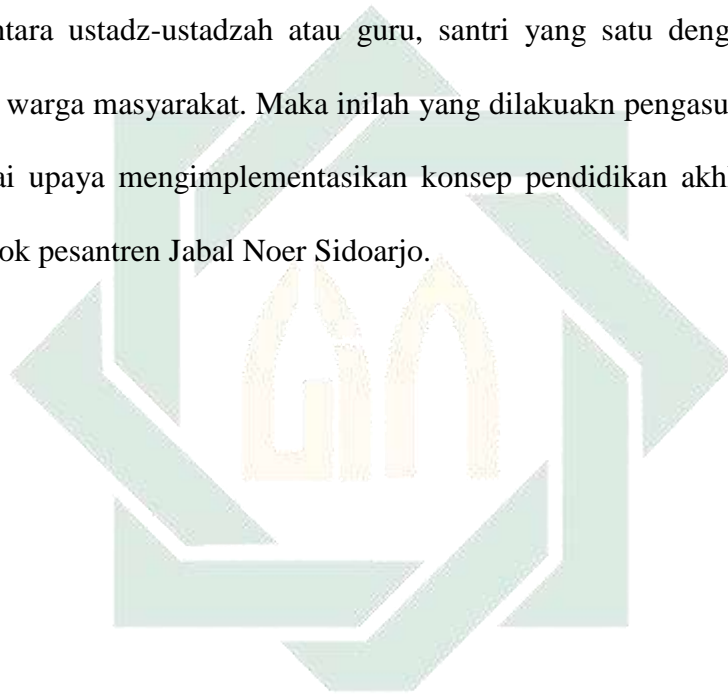 ntara ustadz-ustadzah atau guru, santri yang satu deng
warga masyarakat. Maka inilah yang dilakuakn pengasu
ai upaya mengimplementasikan konsep pendidikan akh
ok pesantren Jabal Noer Sidoarjo.